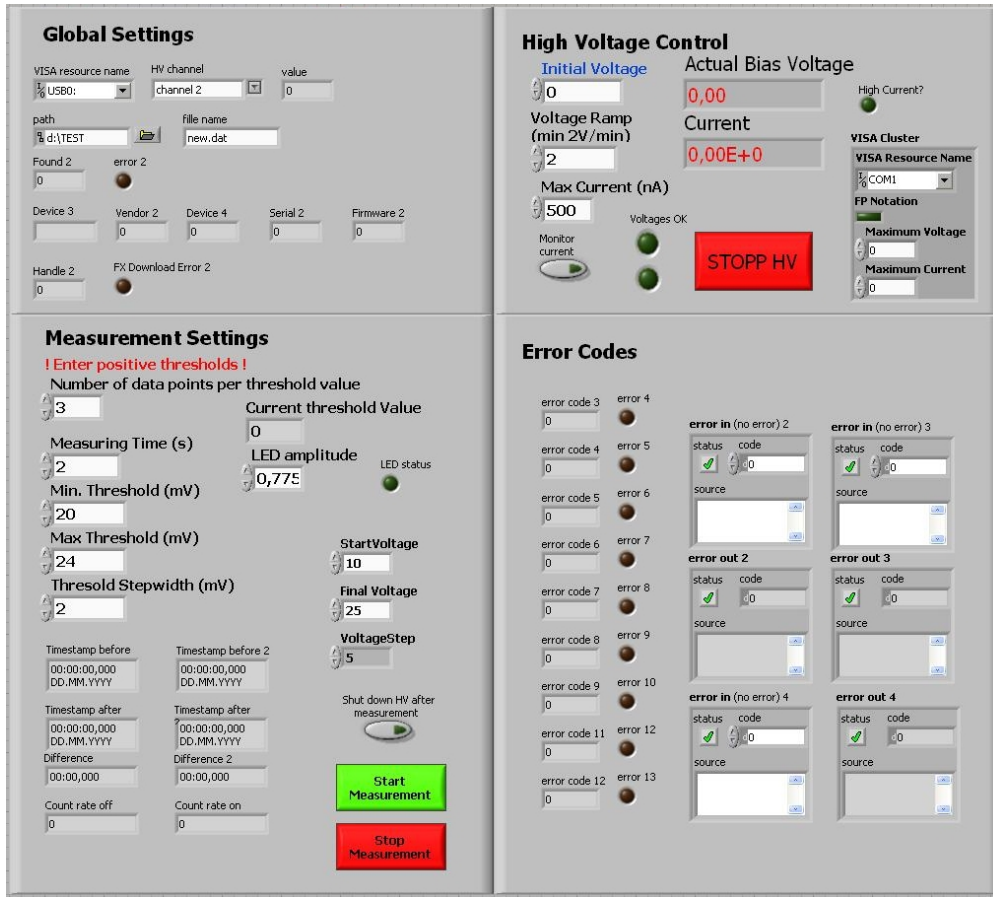 Global Settings
VISA resource name HV channel value
USB0: channel 2 0
path fille name
d:\TEST new.dat
Found 2 error 2
0
Device 3 Vendor 2 Device 4 Serial 2 Firmware 2
0 0 0 0
Handle 2 FX Download Error 2
0
High Voltage Control
Initial Voltage Actual Bias Voltage
0 0,00 High Current?
Voltage Ramp
(min 2V/min) Current
2 0,00E+0
Max Current (nA)
500 Voltages OK
Monitor
current
STOPP HV
VISA Cluster
VISA Resource Name
COM1
FP Notation
Maximum Voltage
0
Maximum Current
0
Measurement Settings
! Enter positive thresholds !
Number of data points per threshold value
3 Current threshold Value
0
Measuring Time (s) LED amplitude LED status
2 0,775
Min. Threshold (mV)
20
Max Threshold (mV)
24
Thresold Stepwidth (mV)
2
StartVoltage
10
Final Voltage
25
VoltageStep
5
Timestamp before Timestamp before 2
00:00:00,000 00:00:00,000
DD.MM.YYYY DD.MM.YYYY
Timestamp after Timestamp after
2
00:00:00,000 00:00:00,000
DD.MM.YYYY DD.MM.YYYY
Difference Difference 2
00:00,000 00:00,000
Count rate off Count rate on
0 0
Shut down HV after
measurement
Start
Measurement
Stop
Measurement
Error Codes
error code 3 error 4
0
error code 4 error 5
0
error code 5 error 6
0
error code 6 error 7
0
error code 7 error 8
0
error code 8 error 9
0
error code 9 error 10
0
error code 11 error 12
0
error code 12 error 13
0
error in (no error) 2 error in (no error) 3
status code status code
d0 d0
source source
error out 2 error out 3
status code status code
d0 d0
source source
error in (no error) 4 error out 4
status code status code
d0 d0
source source